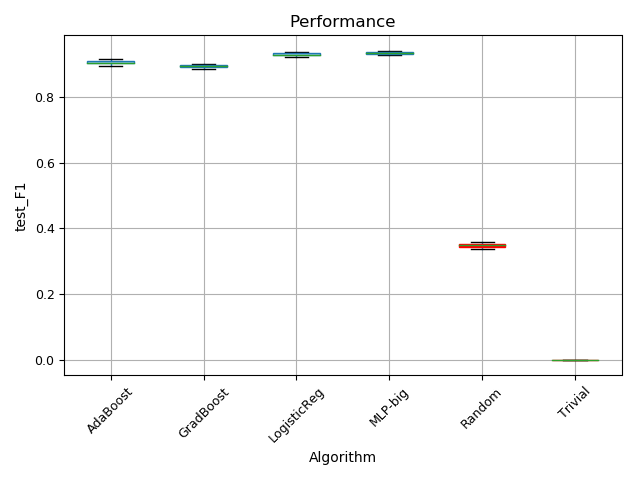 Performance
test_F1
0.8
0.6
0.4
0.2
0.0
AdaBoost
GradBoost
LogisticReg
MLP-big
Random
Trivial
Algorithm